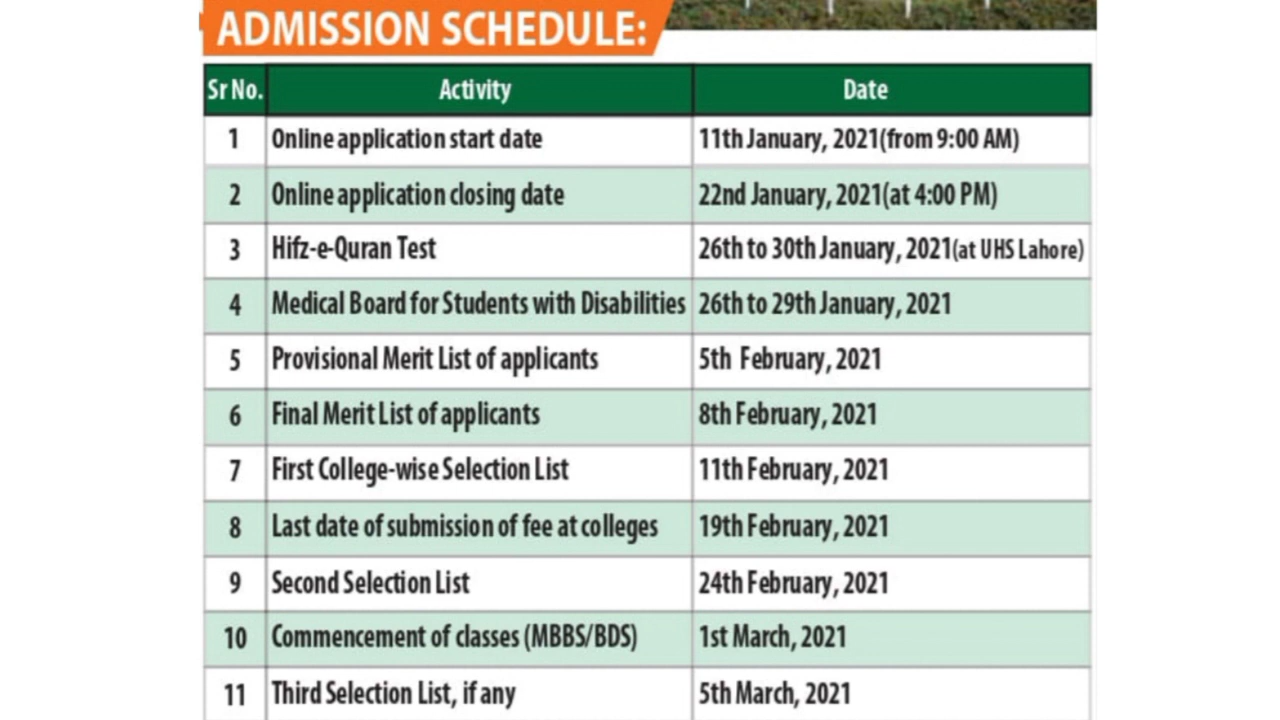 ADMISSION SCHEDULE:
Sr No. Activity Date
1 Online application start date 11th January, 2021(from 9:00 AM)
2 Online application closing date 22nd January, 2021(at 4:00 PM)
3 Hifz-e-Quran Test 26th to 30th January, 2021(at UHS Lahore)
4 Medical Board for Students with Disabilities 26th to 29th January, 2021
5 Provisional Merit List of applicants 5th February, 2021
6 Final Merit List of applicants 8th February, 2021
7 First College-wise Selection List 11th February, 2021
8 Last date of submission of fee at colleges 19th February, 2021
9 Second Selection List 24th February, 2021
10 Commencement of classes (MBBS/BDS) 1st March, 2021
11 Third Selection List, if any 5th March, 2021